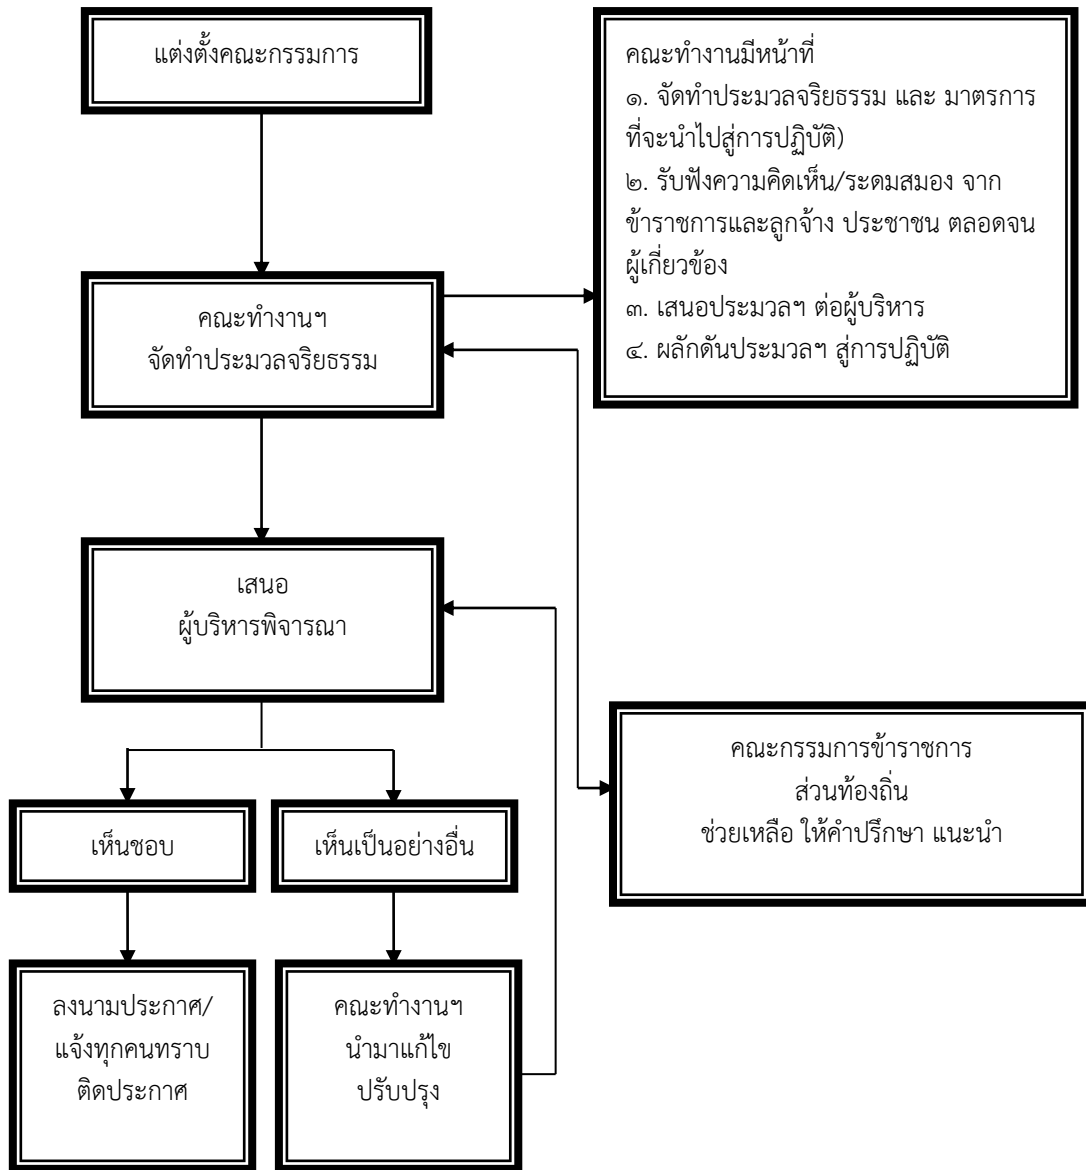 แต่งตั้งคณะกรรมการ
คณะทำงานมีหน้าที่
๑. จัดทำประมวลจริยธรรม และ มาตรการ
ที่จะนำไปสู่การปฏิบัติ)
๒. รับฟังความคิดเห็น/ระดมสมอง จาก
ข้าราชการและลูกจ้าง ประชาชน ตลอดจน
ผู้เกี่ยวข้อง
๓. เสนอประมวลฯ ต่อผู้บริหาร
๔. ผลักดันประมวลฯ สู่การปฏิบัติ
คณะทำงานฯ
จัดทำประมวลจริยธรรม
เสนอ
ผู้บริหารพิจารณา
คณะกรรมการข้าราชการ
ส่วนท้องถิ่น
ช่วยเหลือ ให้คำปรึกษา แนะนำ
เห็นชอบ
เห็นเป็นอย่างอื่น
ลงนามประกาศ/
แจ้งทุกคนทราบ
ติดประกาศ
คณะทำงานฯ
นำมาแก้ไข
ปรับปรุง